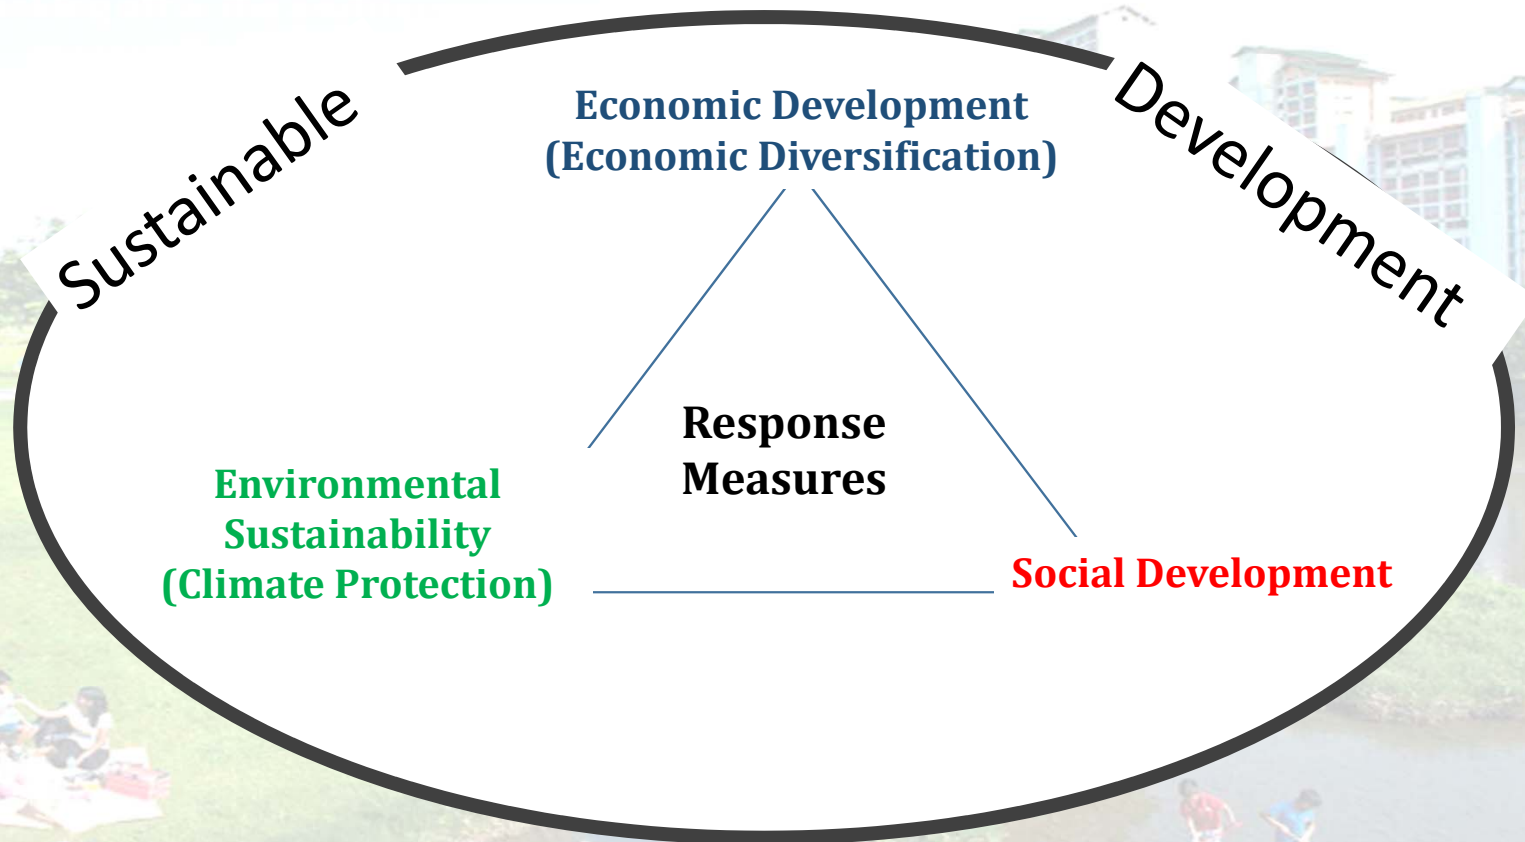 Sustainable
Development
Economic Development
(Economic Diversification)
Response
Measures
Environmental
Sustainability
(Climate Protection)
Social Development